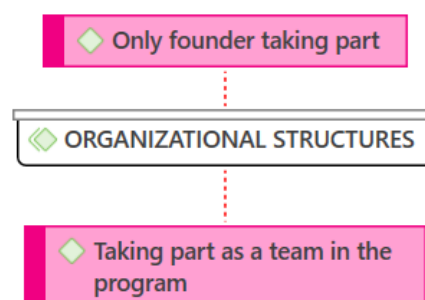 Only founder taking part
ORGANIZATIONAL STRUCTURES
Taking part as a team in the
program